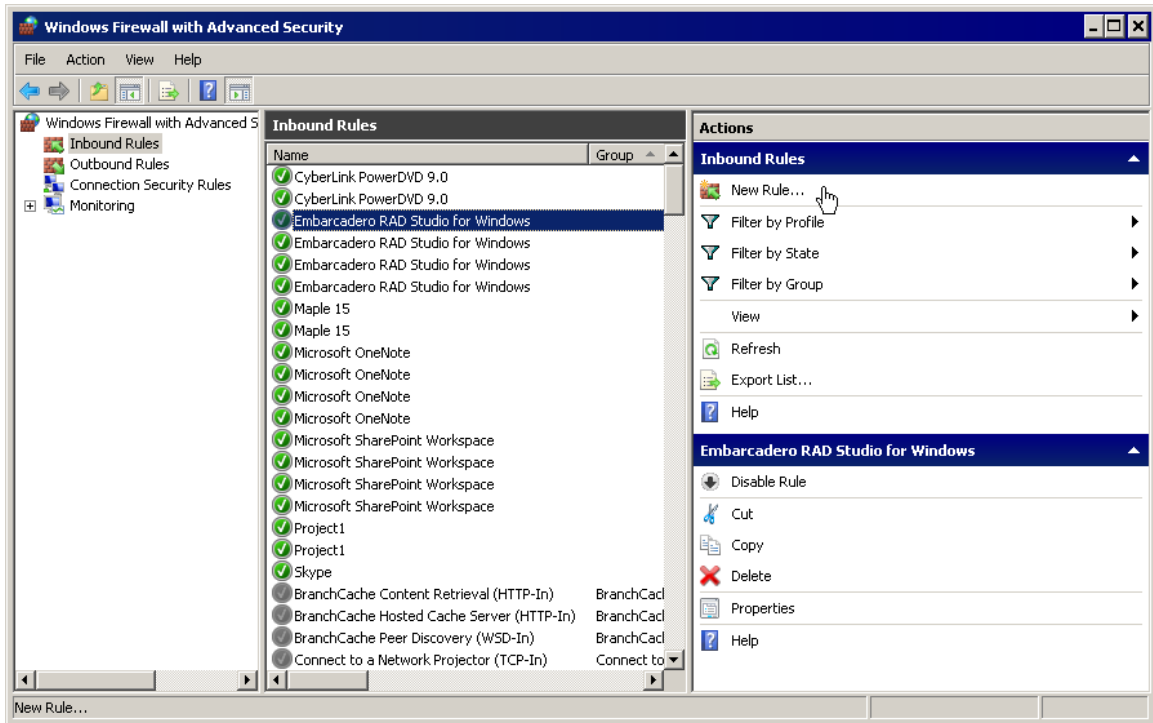 Windows Firewall with Advanced Security
File Action View Help
Windows Firewall with Advanced S
Inbound Rules
Outbound Rules
Connection Security Rules
Monitoring
Inbound Rules
Name Group
CyberLink PowerDVD 9.0
CyberLink PowerDVD 9.0
Embarcadero RAD Studio for Windows
Embarcadero RAD Studio for Windows
Embarcadero RAD Studio for Windows
Embarcadero RAD Studio for Windows
Maple 15
Maple 15
Microsoft OneNote
Microsoft OneNote
Microsoft OneNote
Microsoft OneNote
Microsoft SharePoint Workspace
Microsoft SharePoint Workspace
Microsoft SharePoint Workspace
Microsoft SharePoint Workspace
Project1
Project1
Skype
BranchCache Content Retrieval (HTTP-In) BranchCacl
BranchCache Hosted Cache Server (HTTP-In) BranchCacl
BranchCache Peer Discovery (WSD-In) BranchCacl
Connect to a Network Projector (TCP-In) Connect to
Actions
Inbound Rules
New Rule...
Filter by Profile
Filter by State
Filter by Group
View
Refresh
Export List...
Help
Embarcadero RAD Studio for Windows
Disable Rule
Cut
Copy
Delete
Properties
Help
New Rule...